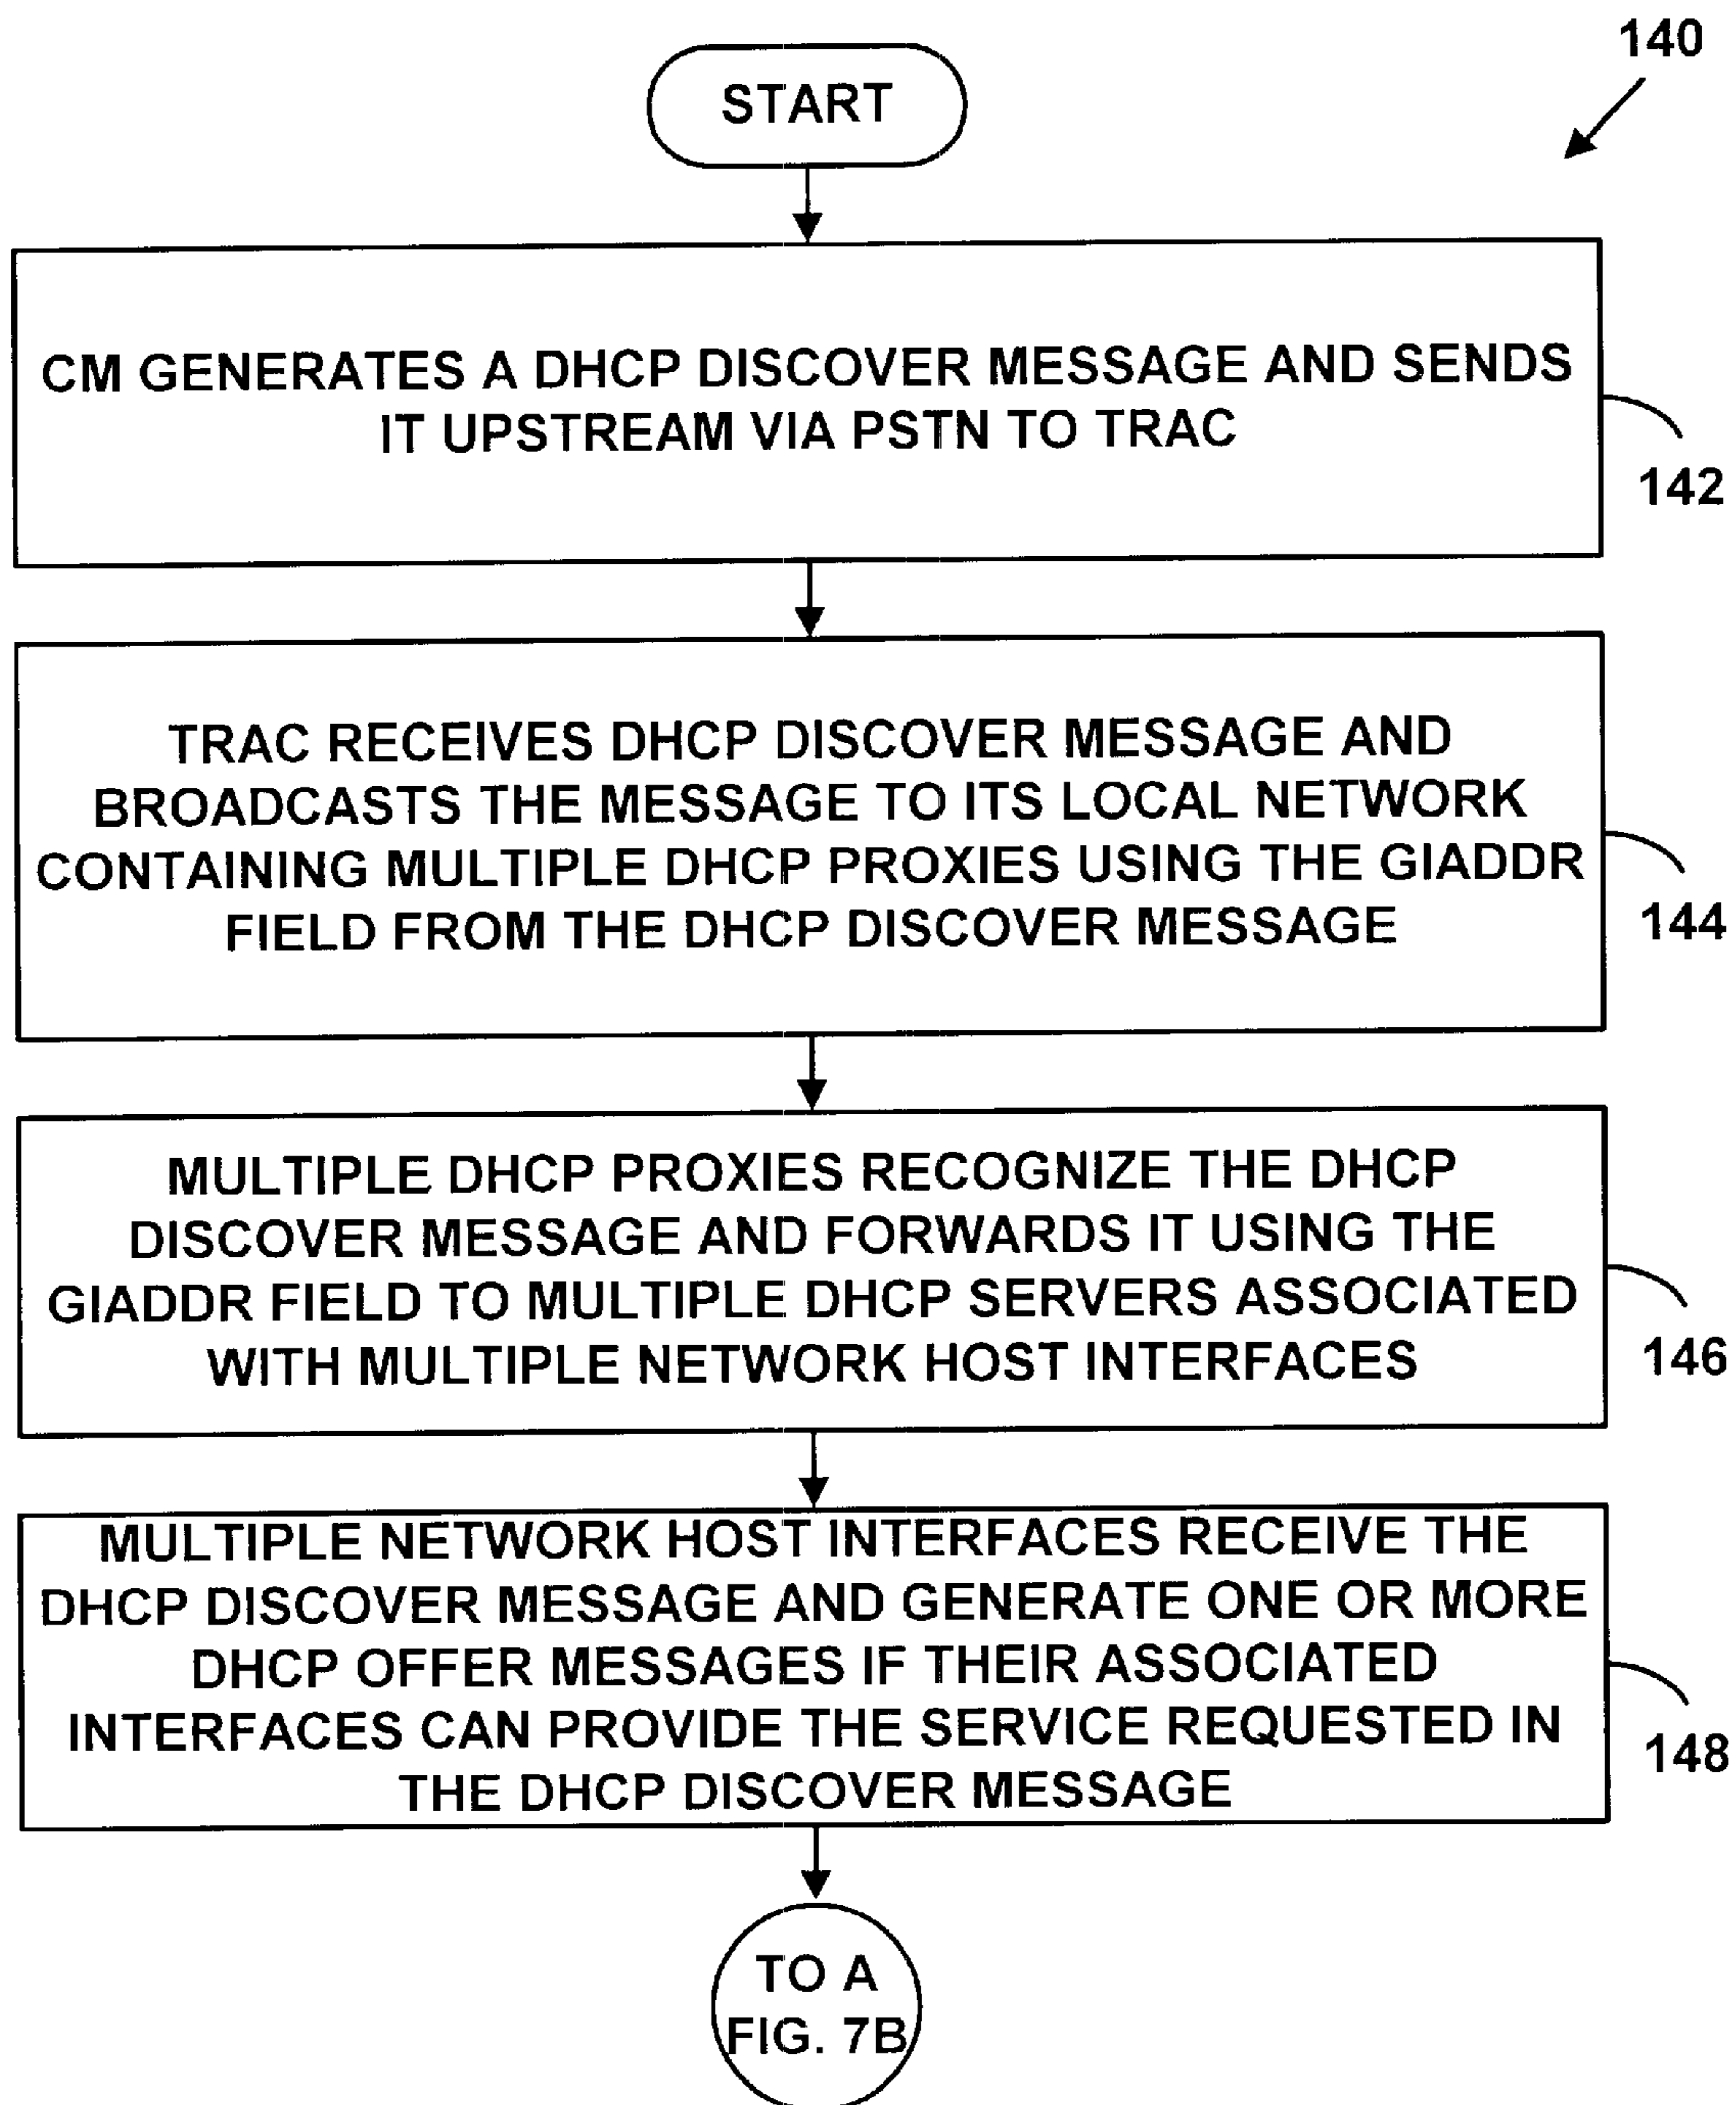 140
START
CM GENERATES A DHCP DISCOVER MESSAGE AND SENDS
IT UPSTREAM VIA PSTN TO TRAC
142
TRAC RECEIVES DHCP DISCOVER MESSAGE AND
BROADCASTS THE MESSAGE TO ITS LOCAL NETWORK
CONTAINING MULTIPLE DHCP PROXIES USING THE GIADDR
FIELD FROM THE DHCP DISCOVER MESSAGE
144
MULTIPLE DHCP PROXIES RECOGNIZE THE DHCP
DISCOVER MESSAGE AND FORWARDS IT USING THE
GIADDR FIELD TO MULTIPLE DHCP SERVERS ASSOCIATED
WITH MULTIPLE NETWORK HOST INTERFACES
146
MULTIPLE NETWORK HOST INTERFACES RECEIVE THE
DHCP DISCOVER MESSAGE AND GENERATE ONE OR MORE
DHCP OFFER MESSAGES IF THEIR ASSOCIATED
INTERFACES CAN PROVIDE THE SERVICE REQUESTED IN
THE DHCP DISCOVER MESSAGE
148
TO A
FIG. 7B